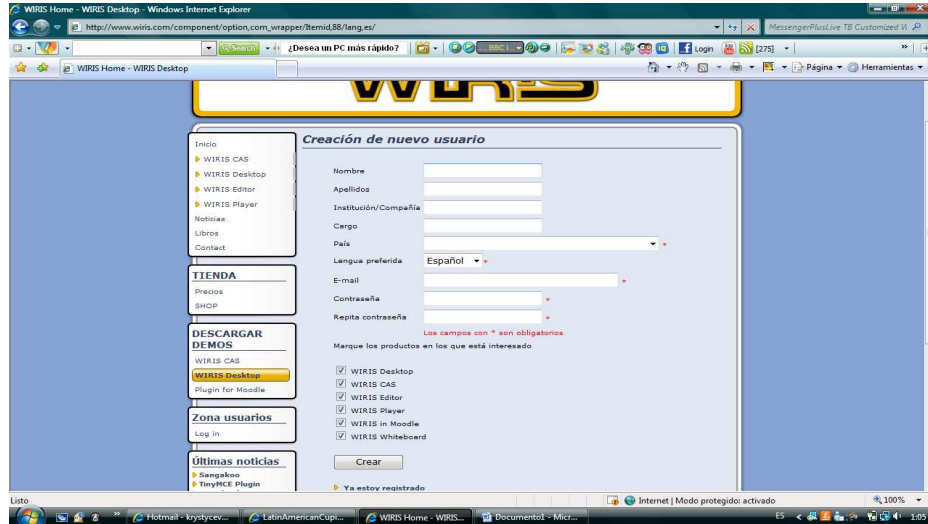 WIRIS Home - WIRIS Desktop - Windows Internet Explorer
http://www.wiris.com/component/option,com_wrapper/Itemid,88/lang,es/
MessengerPlusLive TB Customized W
Search
¿Desea un PC más rápido?
BBC
Login
[275]
WIRIS Home - WIRIS Desktop
Página
Herramientas
WIRIS
Inicio
WIRIS CAS
WIRIS Desktop
WIRIS Editor
WIRIS Player
Noticias
Libros
Contact
TIENDA
Precios
SHOP
DESCARGAR
DEMOS
WIRIS CAS
WIRIS Desktop
Plugin for Moodle
Zona usuarios
Log in
Últimas noticias
Sangakoo
TinyMCE Plugin
Creación de nuevo usuario
Nombre
Apellidos
Institución/Compañía
Cargo
País *
Lengua preferida Español *
E-mail *
Contraseña *
Repita contraseña *
Los campos con * son obligatorios
Marque los productos en los que está interesado
WIRIS Desktop
WIRIS CAS
WIRIS Editor
WIRIS Player
WIRIS in Moodle
WIRIS Whiteboard
Crear
Ya estoy registrado
Listo
Internet | Modo protegido: activado
100%
Hotmail - krystycev...
LatinAmericanCupi...
WIRIS Home - WIRIS...
Documento1 - Micr...
ES
1:05